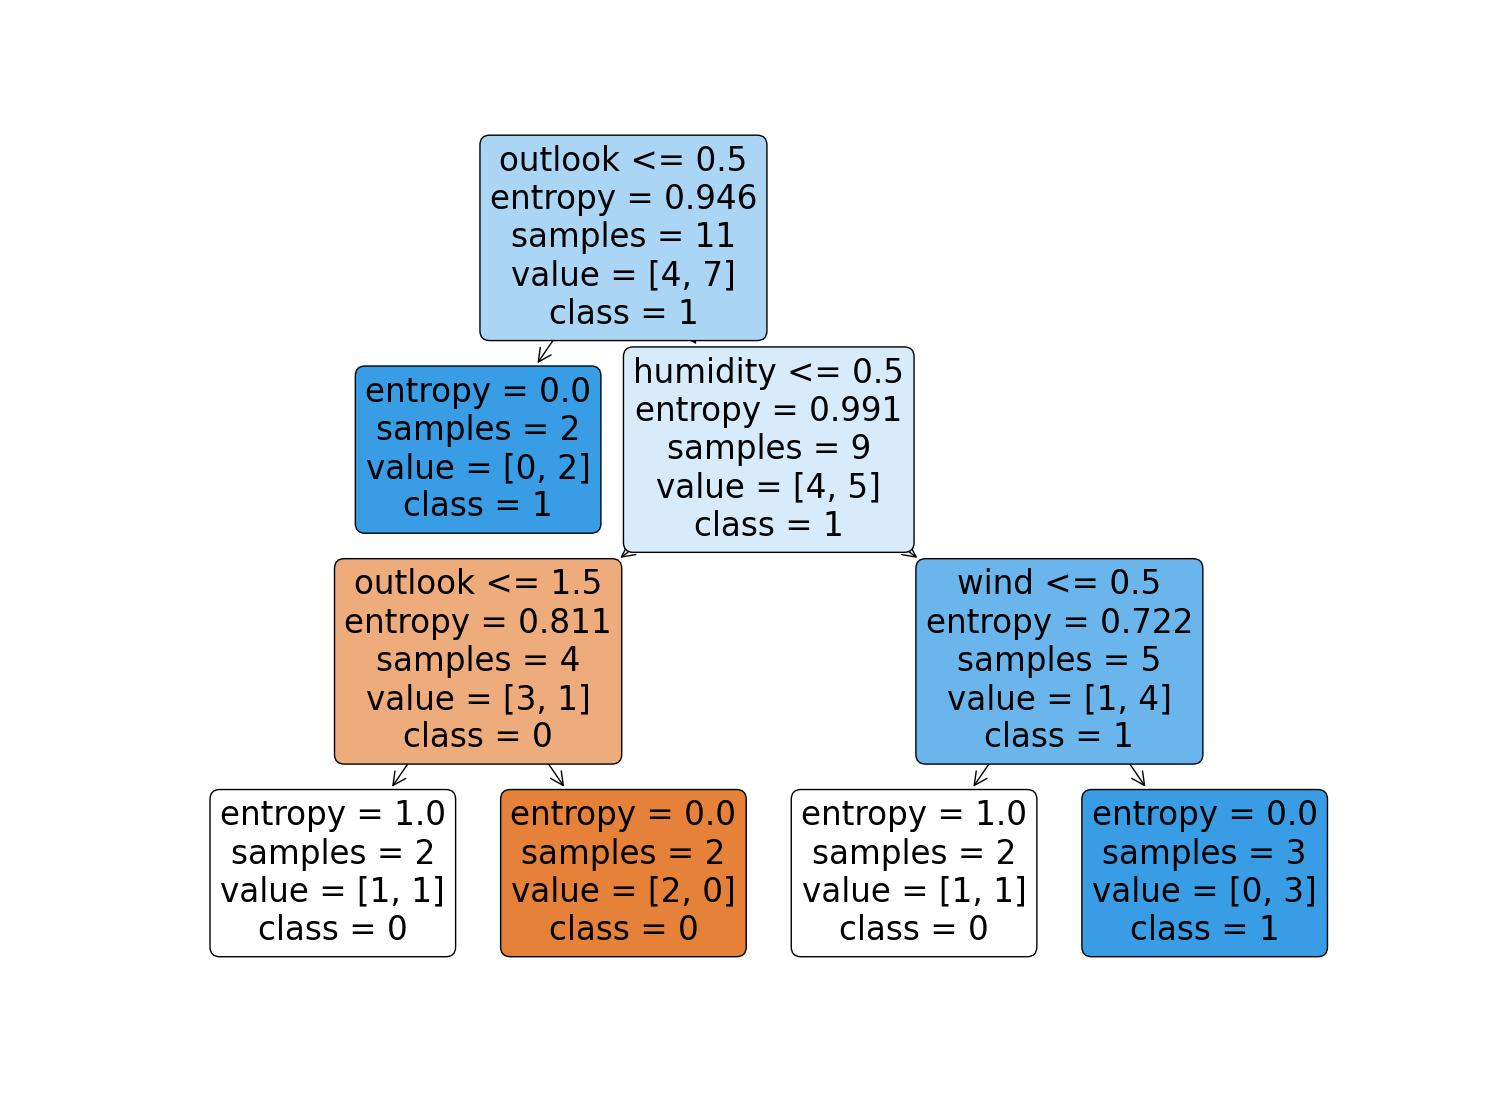 outlook <= 0.5
entropy = 0.946
samples = 11
value = [4, 7]
class = 1
entropy = 0.0
samples = 2
value = [0, 2]
class = 1
humidity <= 0.5
entropy = 0.991
samples = 9
value = [4, 5]
class = 1
outlook <= 1.5
entropy = 0.811
samples = 4
value = [3, 1]
class = 0
wind <= 0.5
entropy = 0.722
samples = 5
value = [1, 4]
class = 1
entropy = 1.0
samples = 2
value = [1, 1]
class = 0
entropy = 0.0
samples = 2
value = [2, 0]
class = 0
entropy = 1.0
samples = 2
value = [1, 1]
class = 0
entropy = 0.0
samples = 3
value = [0, 3]
class = 1